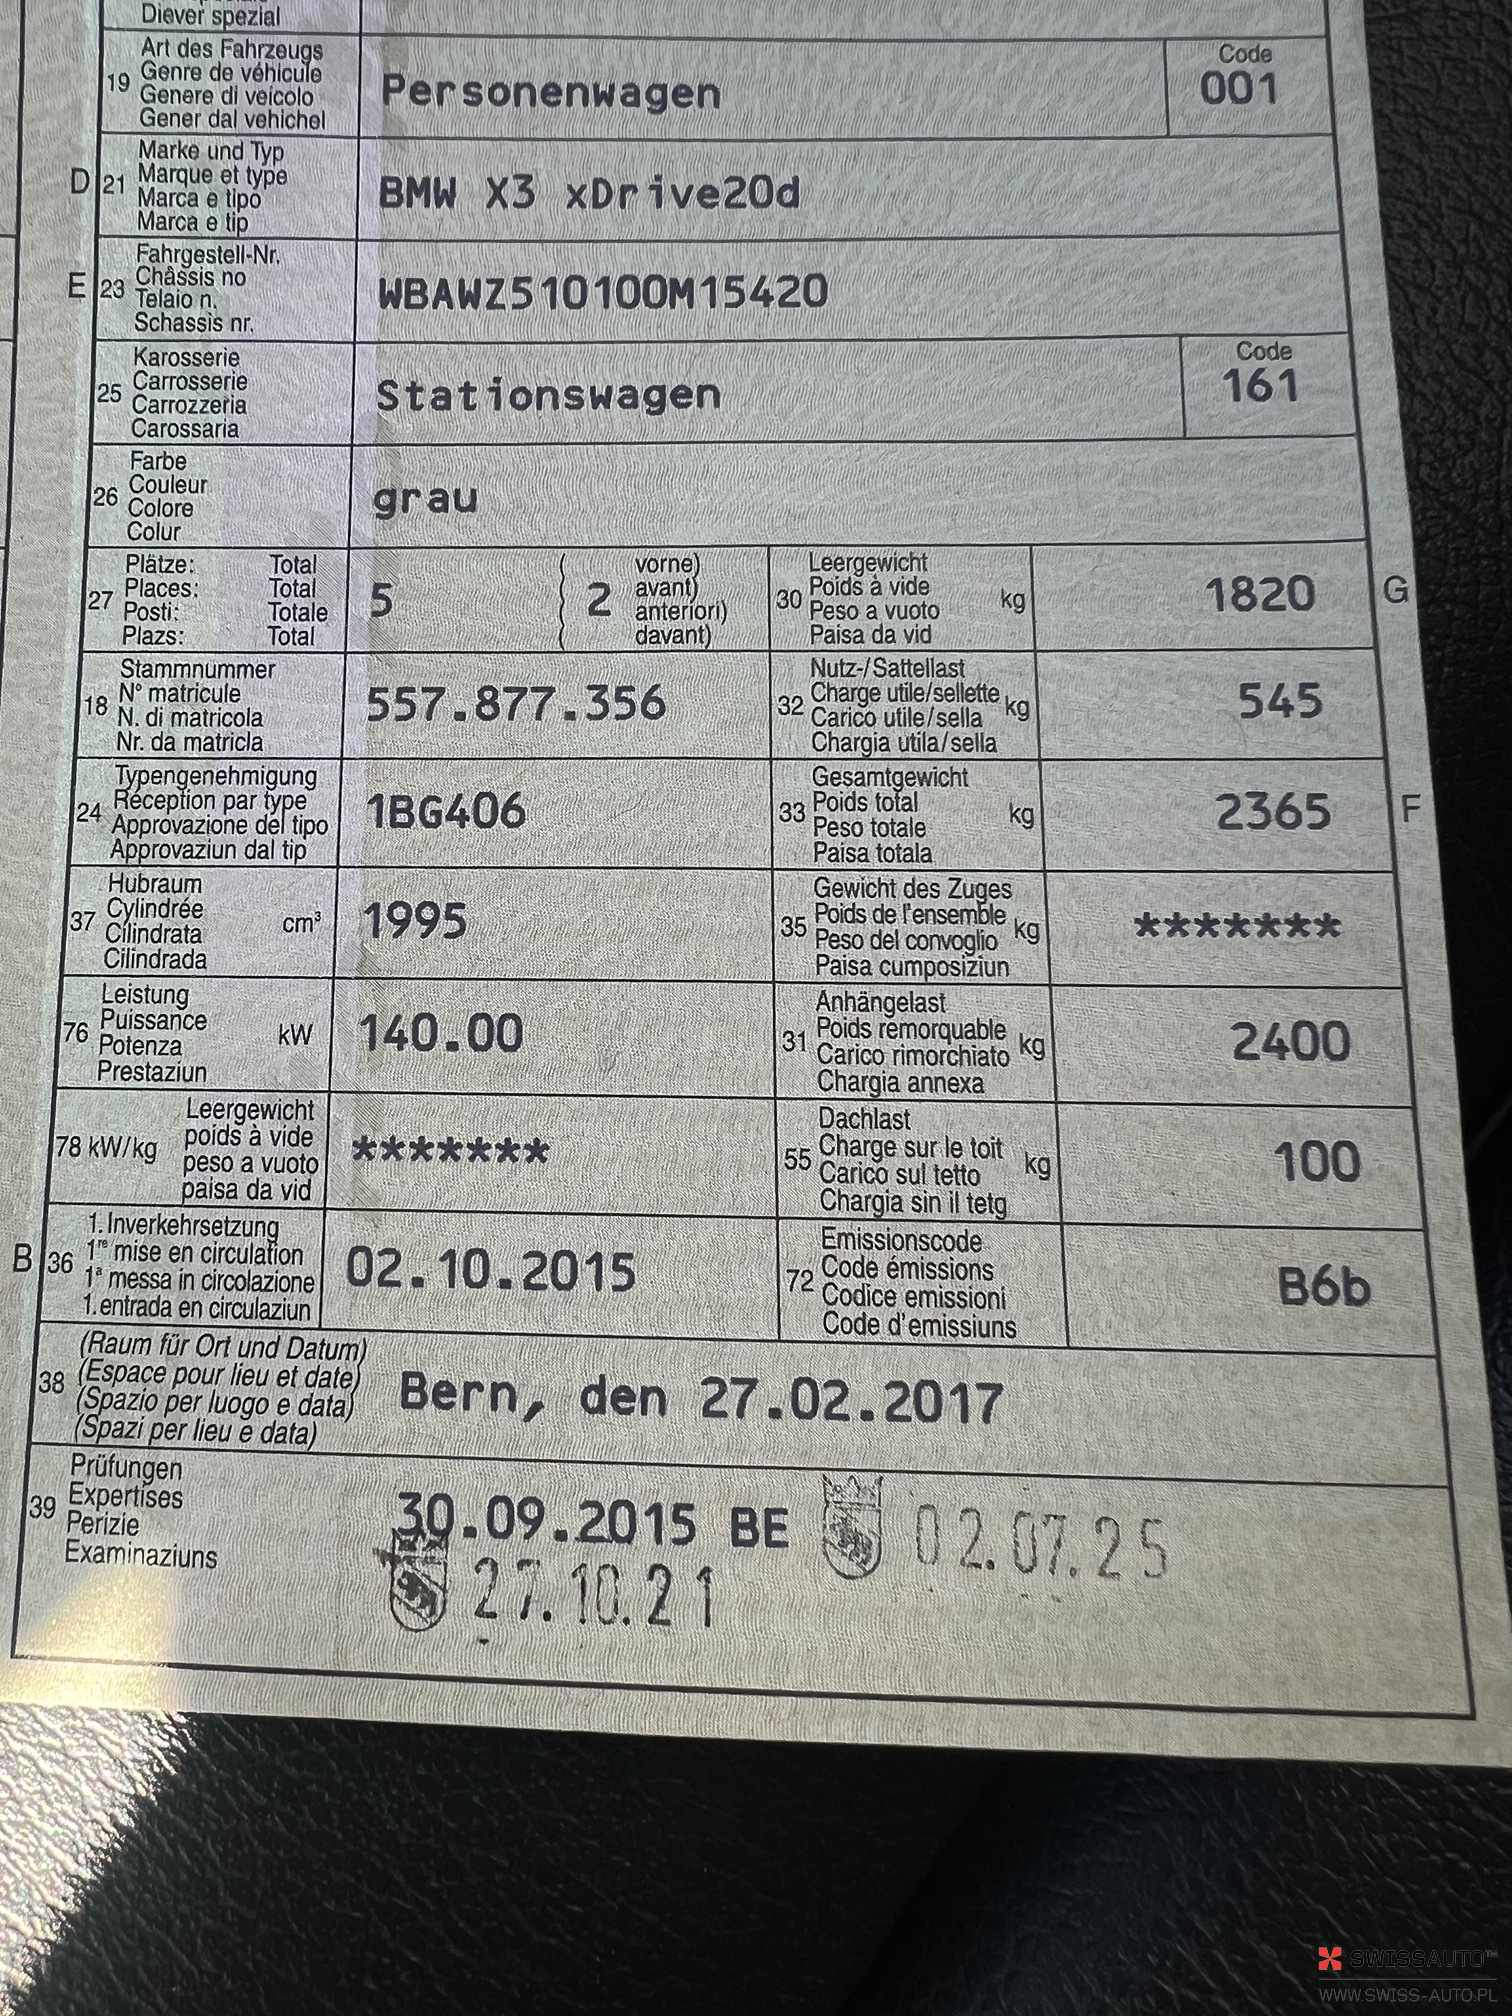 Diever spezial
19 Art des Fahrzeugs
Genre de véhicule
Genere di veicolo
Gener dal vehichel
Personenwagen
Code
001
D 21 Marke und Typ
Marque et type
Marca e tipo
Marca e tip
BMW X3 xDrive20d
E 23 Fahrgestell-Nr.
Châssis no
Telaio n.
Schassis nr.
WBAWZ510100M15420
25 Karosserie
Carrosserie
Carrozzeria
Carossaria
Stationswagen
Code
161
26 Farbe
Couleur
Colore
Colur
grau
27 Plätze: Total
Places: Total
Posti: Totale
Plazs: Total
5 ( 2 vorne)
( avant)
( anteriori)
( davant)
30 Leergewicht
Poids à vide
Peso a vuoto
Paisa da vid
kg
1820 G
18 Stammnummer
N° matricule
N. di matricola
Nr. da matricla
557.877.356
32 Nutz-/Sattellast
Charge utile/sellette
Carico utile/sella
Chargia utila/sella
kg
545
24 Typengenehmigung
Réception par type
Approvazione del tipo
Approvaziun dal tip
1BG406
33 Gesamtgewicht
Poids total
Peso totale
Paisa totala
kg
2365 F
37 Hubraum
Cylindrée
Cilindrata
Cilindrada
cm³
1995
35 Gewicht des Zuges
Poids de l'ensemble
Peso del convoglio
Paisa cumposiziun
kg
*******
76 Leistung
Puissance
Potenza
Prestaziun
kW
140.00
31 Anhängelast
Poids remorquable
Carico rimorchiato
Chargia annexa
kg
2400
78 kW/kg Leergewicht
poids à vide
peso a vuoto
paisa da vid
*******
55 Dachlast
Charge sur le toit
Carico sul tetto
Chargia sin il tetg
kg
100
B 36 1. Inverkehrsetzung
1re mise en circulation
1a messa in circolazione
1. entrada en circulaziun
02.10.2015
72 Emissionscode
Code émissions
Codice emissioni
Code d'emissiuns
B6b
38 (Raum für Ort und Datum)
(Espace pour lieu et date)
(Spazio per luogo e data)
(Spazi per lieu e data)
Bern, den 27.02.2017
39 Prüfungen
Expertises
Perizie
Examinaziuns
30.09.2015 BE 02.07.25
27.10.21
SWISSAUTO™
WWW.SWISS-AUTO.PL